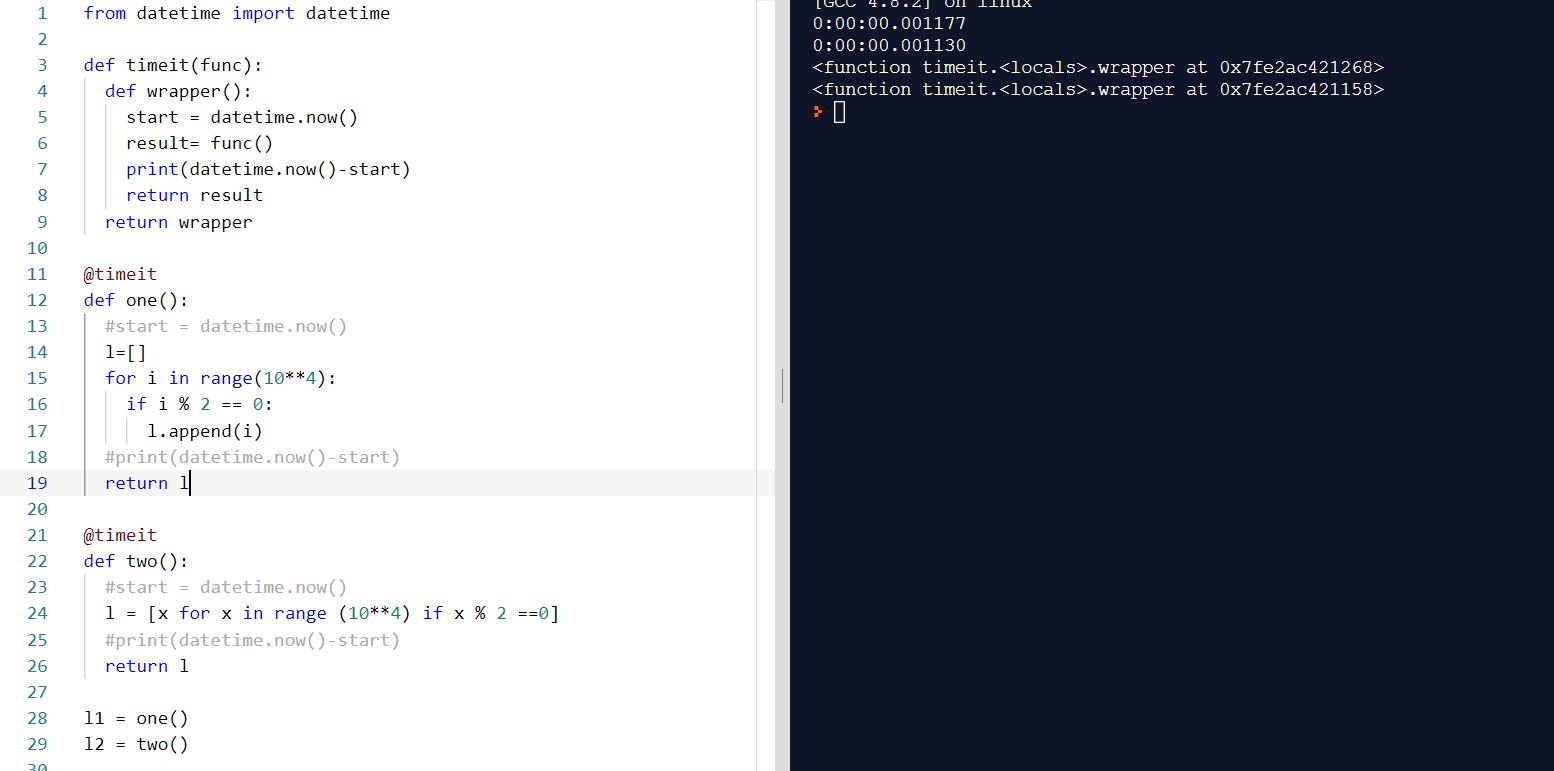 1 from datetime import datetime
2
3 def timeit(func):
4 def wrapper():
5 start = datetime.now()
6 result= func()
7 print(datetime.now()-start)
8 return result
9 return wrapper
10
11 @timeit
12 def one():
13 #start = datetime.now()
14 l=[]
15 for i in range(10**4):
16 if i % 2 == 0:
17 l.append(i)
18 #print(datetime.now()-start)
19 return l
20
21 @timeit
22 def two():
23 #start = datetime.now()
24 l = [x for x in range (10**4) if x % 2 ==0]
25 #print(datetime.now()-start)
26 return l
27
28 l1 = one()
29 l2 = two()
30
[GCC 4.8.2] on linux
0:00:00.001177
0:00:00.001130
<function timeit.<locals>.wrapper at 0x7fe2ac421268>
<function timeit.<locals>.wrapper at 0x7fe2ac421158>